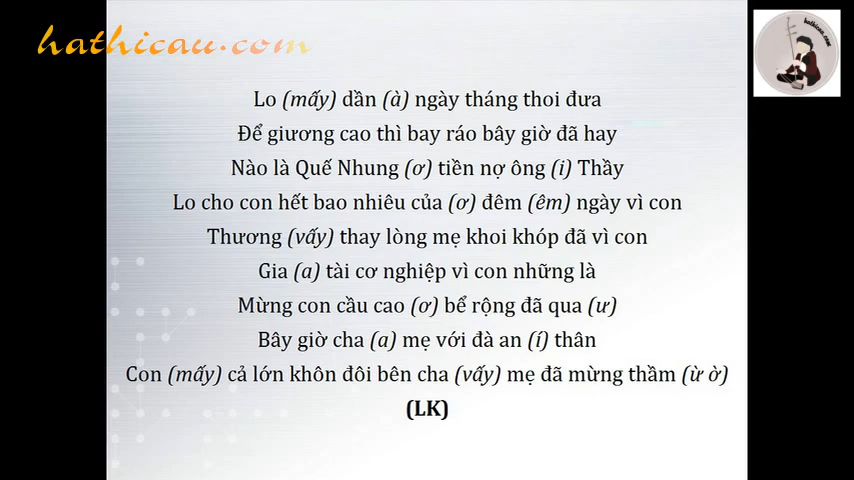 hathicau.com
hathicau.com
Lo (mấy) dần (à) ngày tháng thoi đưa
Để giương cao thì bay ráo bây giờ đã hay
Nào là Quế Nhung (ơ) tiền nợ ông (i) Thầy
Lo cho con hết bao nhiêu của (ơ) đêm (êm) ngày vì con
Thương (vấy) thay lòng mẹ khoi khóp đã vì con
Gia (a) tài cơ nghiệp vì con những là
Mừng con cầu cao (ơ) bể rộng đã qua (ư)
Bây giờ cha (a) mẹ với đà an (í) thân
Con (mấy) cả lớn khôn đôi bên cha (vấy) mẹ đã mừng thầm (ừ ờ)
(LK)